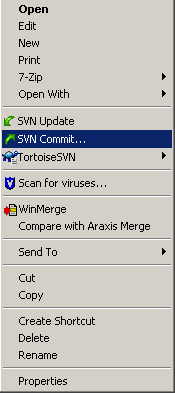 Open
Edit
New
Print
7-Zip
Open With
SVN Update
SVN Commit...
TortoiseSVN
Scan for viruses...
WinMerge
Compare with Araxis Merge
Send To
Cut
Copy
Create Shortcut
Delete
Rename
Properties